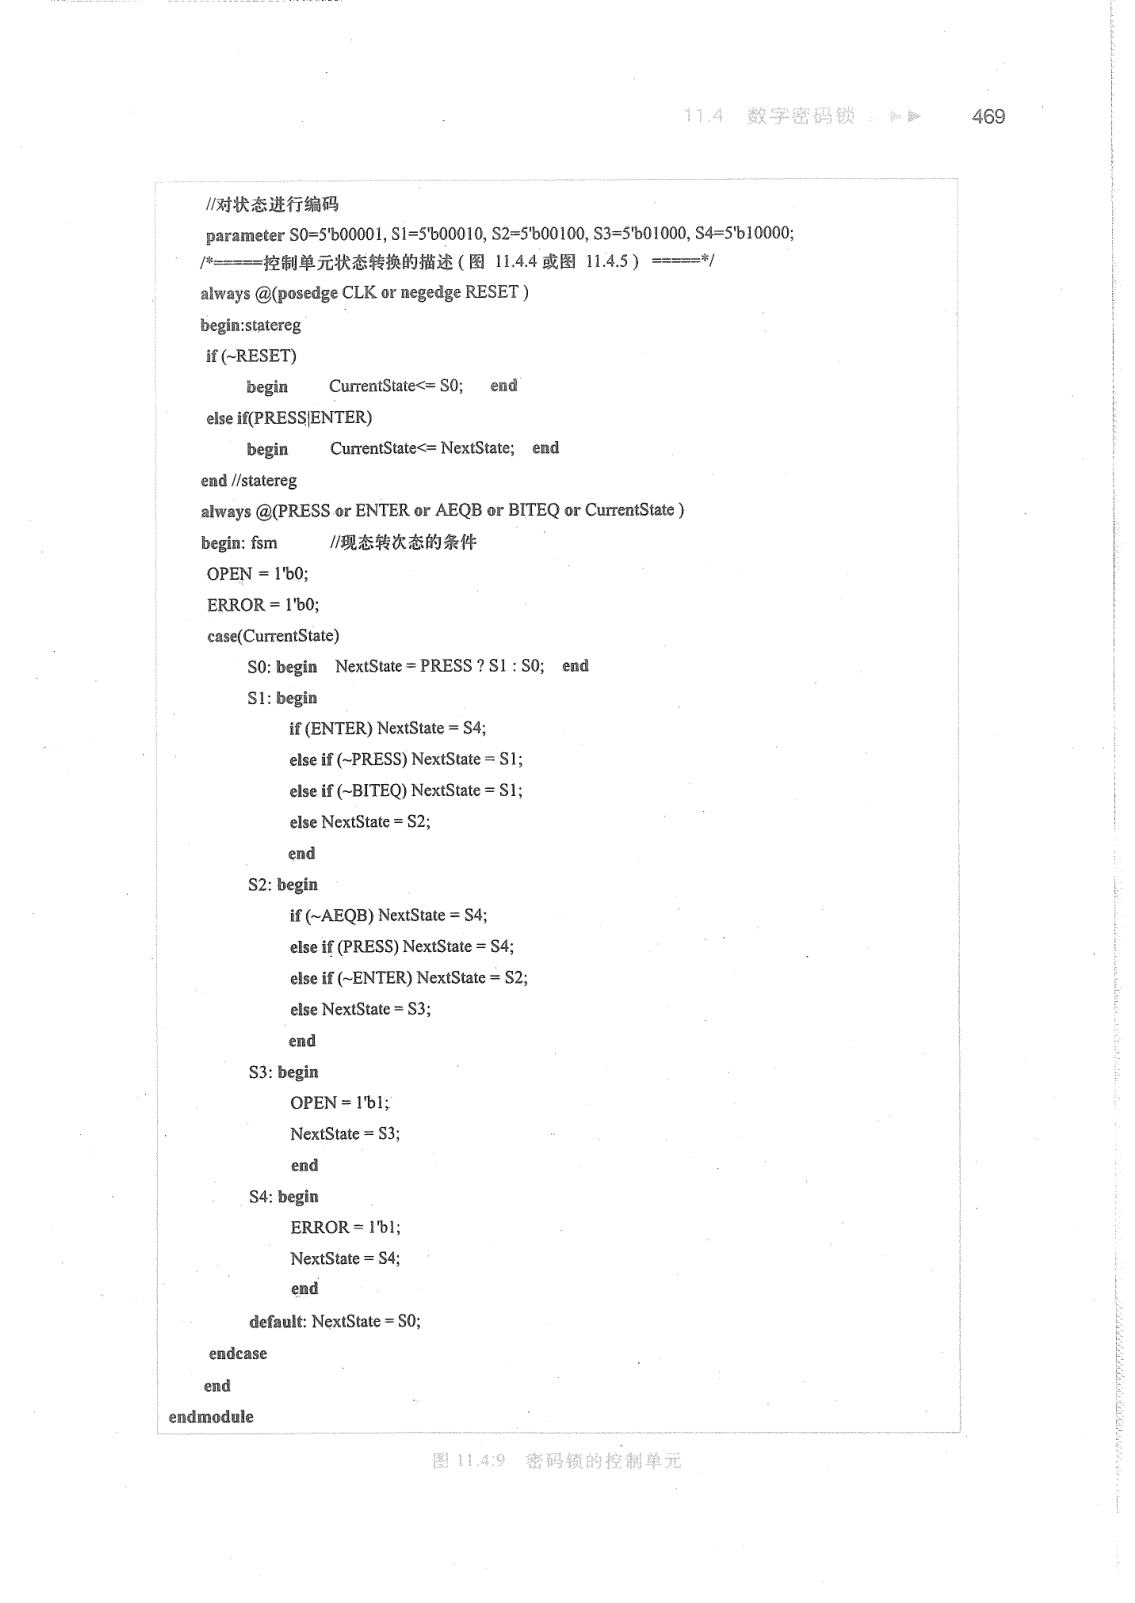 11.4 数字密码锁 469
//对状态进行编码
parameter S0=5'b00001, S1=5'b00010, S2=5'b00100, S3=5'b01000, S4=5'b10000;
/*=====控制单元状态转换的描述 ( 图 11.4.4 或图 11.4.5 ) =====*/
always @(posedge CLK or negedge RESET )
begin:statereg
if (~RESET)
begin CurrentState<= S0; end
else if(PRESS|ENTER)
begin CurrentState<= NextState; end
end //statereg
always @(PRESS or ENTER or AEQB or BITEQ or CurrentState )
begin: fsm //现态转次态的条件
OPEN = 1'b0;
ERROR = 1'b0;
case(CurrentState)
S0: begin NextState = PRESS ? S1 : S0; end
S1: begin
if (ENTER) NextState = S4;
else if (~PRESS) NextState = S1;
else if (~BITEQ) NextState = S1;
else NextState = S2;
end
S2: begin
if (~AEQB) NextState = S4;
else if (PRESS) NextState = S4;
else if (~ENTER) NextState = S2;
else NextState = S3;
end
S3: begin
OPEN = 1'b1;
NextState = S3;
end
S4: begin
ERROR = 1'b1;
NextState = S4;
end
default: NextState = S0;
endcase
end
endmodule
图 11.4.9 密码锁的控制单元